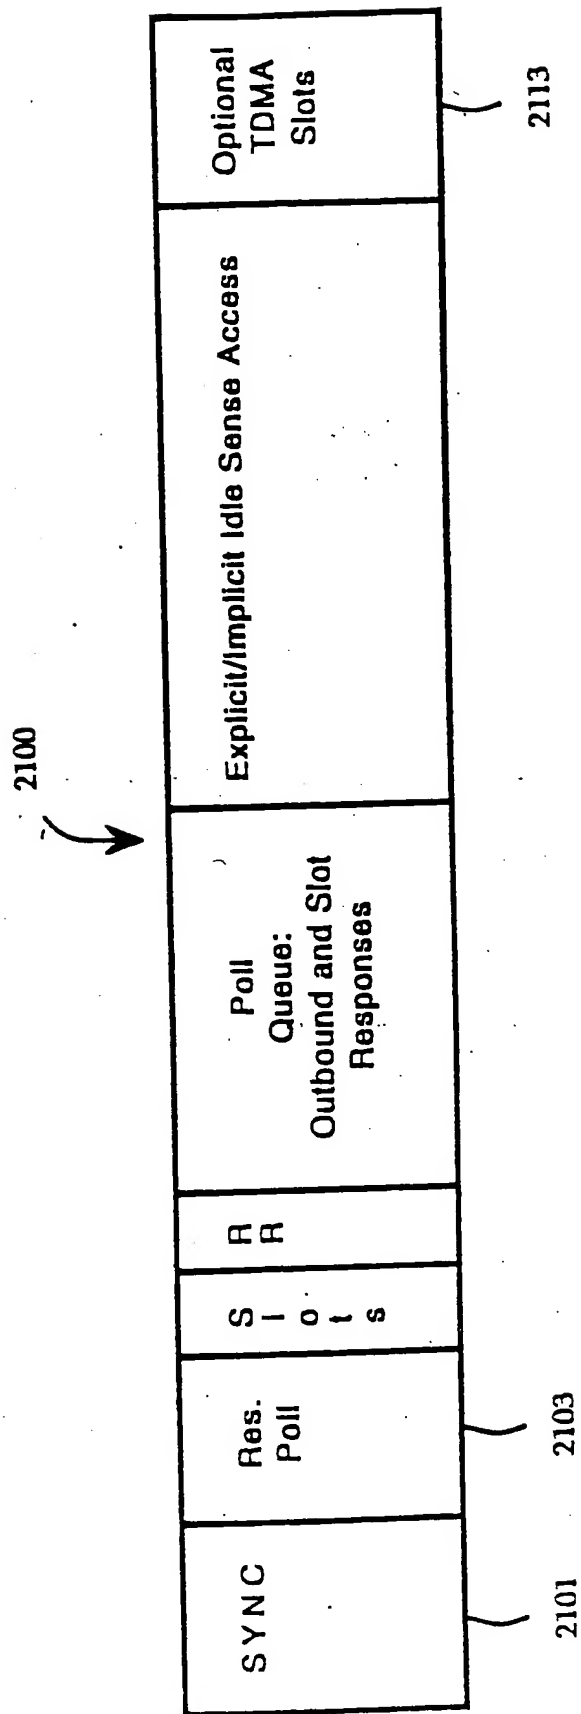 2100
SYNC
Res.
Poll
S
l
o
t
s
R
R
Poll
Queue:
Outbound and Slot
Responses
Explicit/Implicit Idle Sense Access
Optional
TDMA
Slots
2101
2103
2113